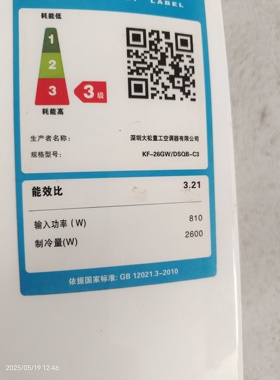 LABEL
耗能低
1
2
3
3级
耗能高
生产者名称: 深圳大松重工空调器有限公司
规格型号: KF-26GW/DSQB-C3
能效比 3.21
输入功率(W) 810
制冷量(W) 2600
依据国家标准: GB 12021.3-2010
2025/05/19 12:46